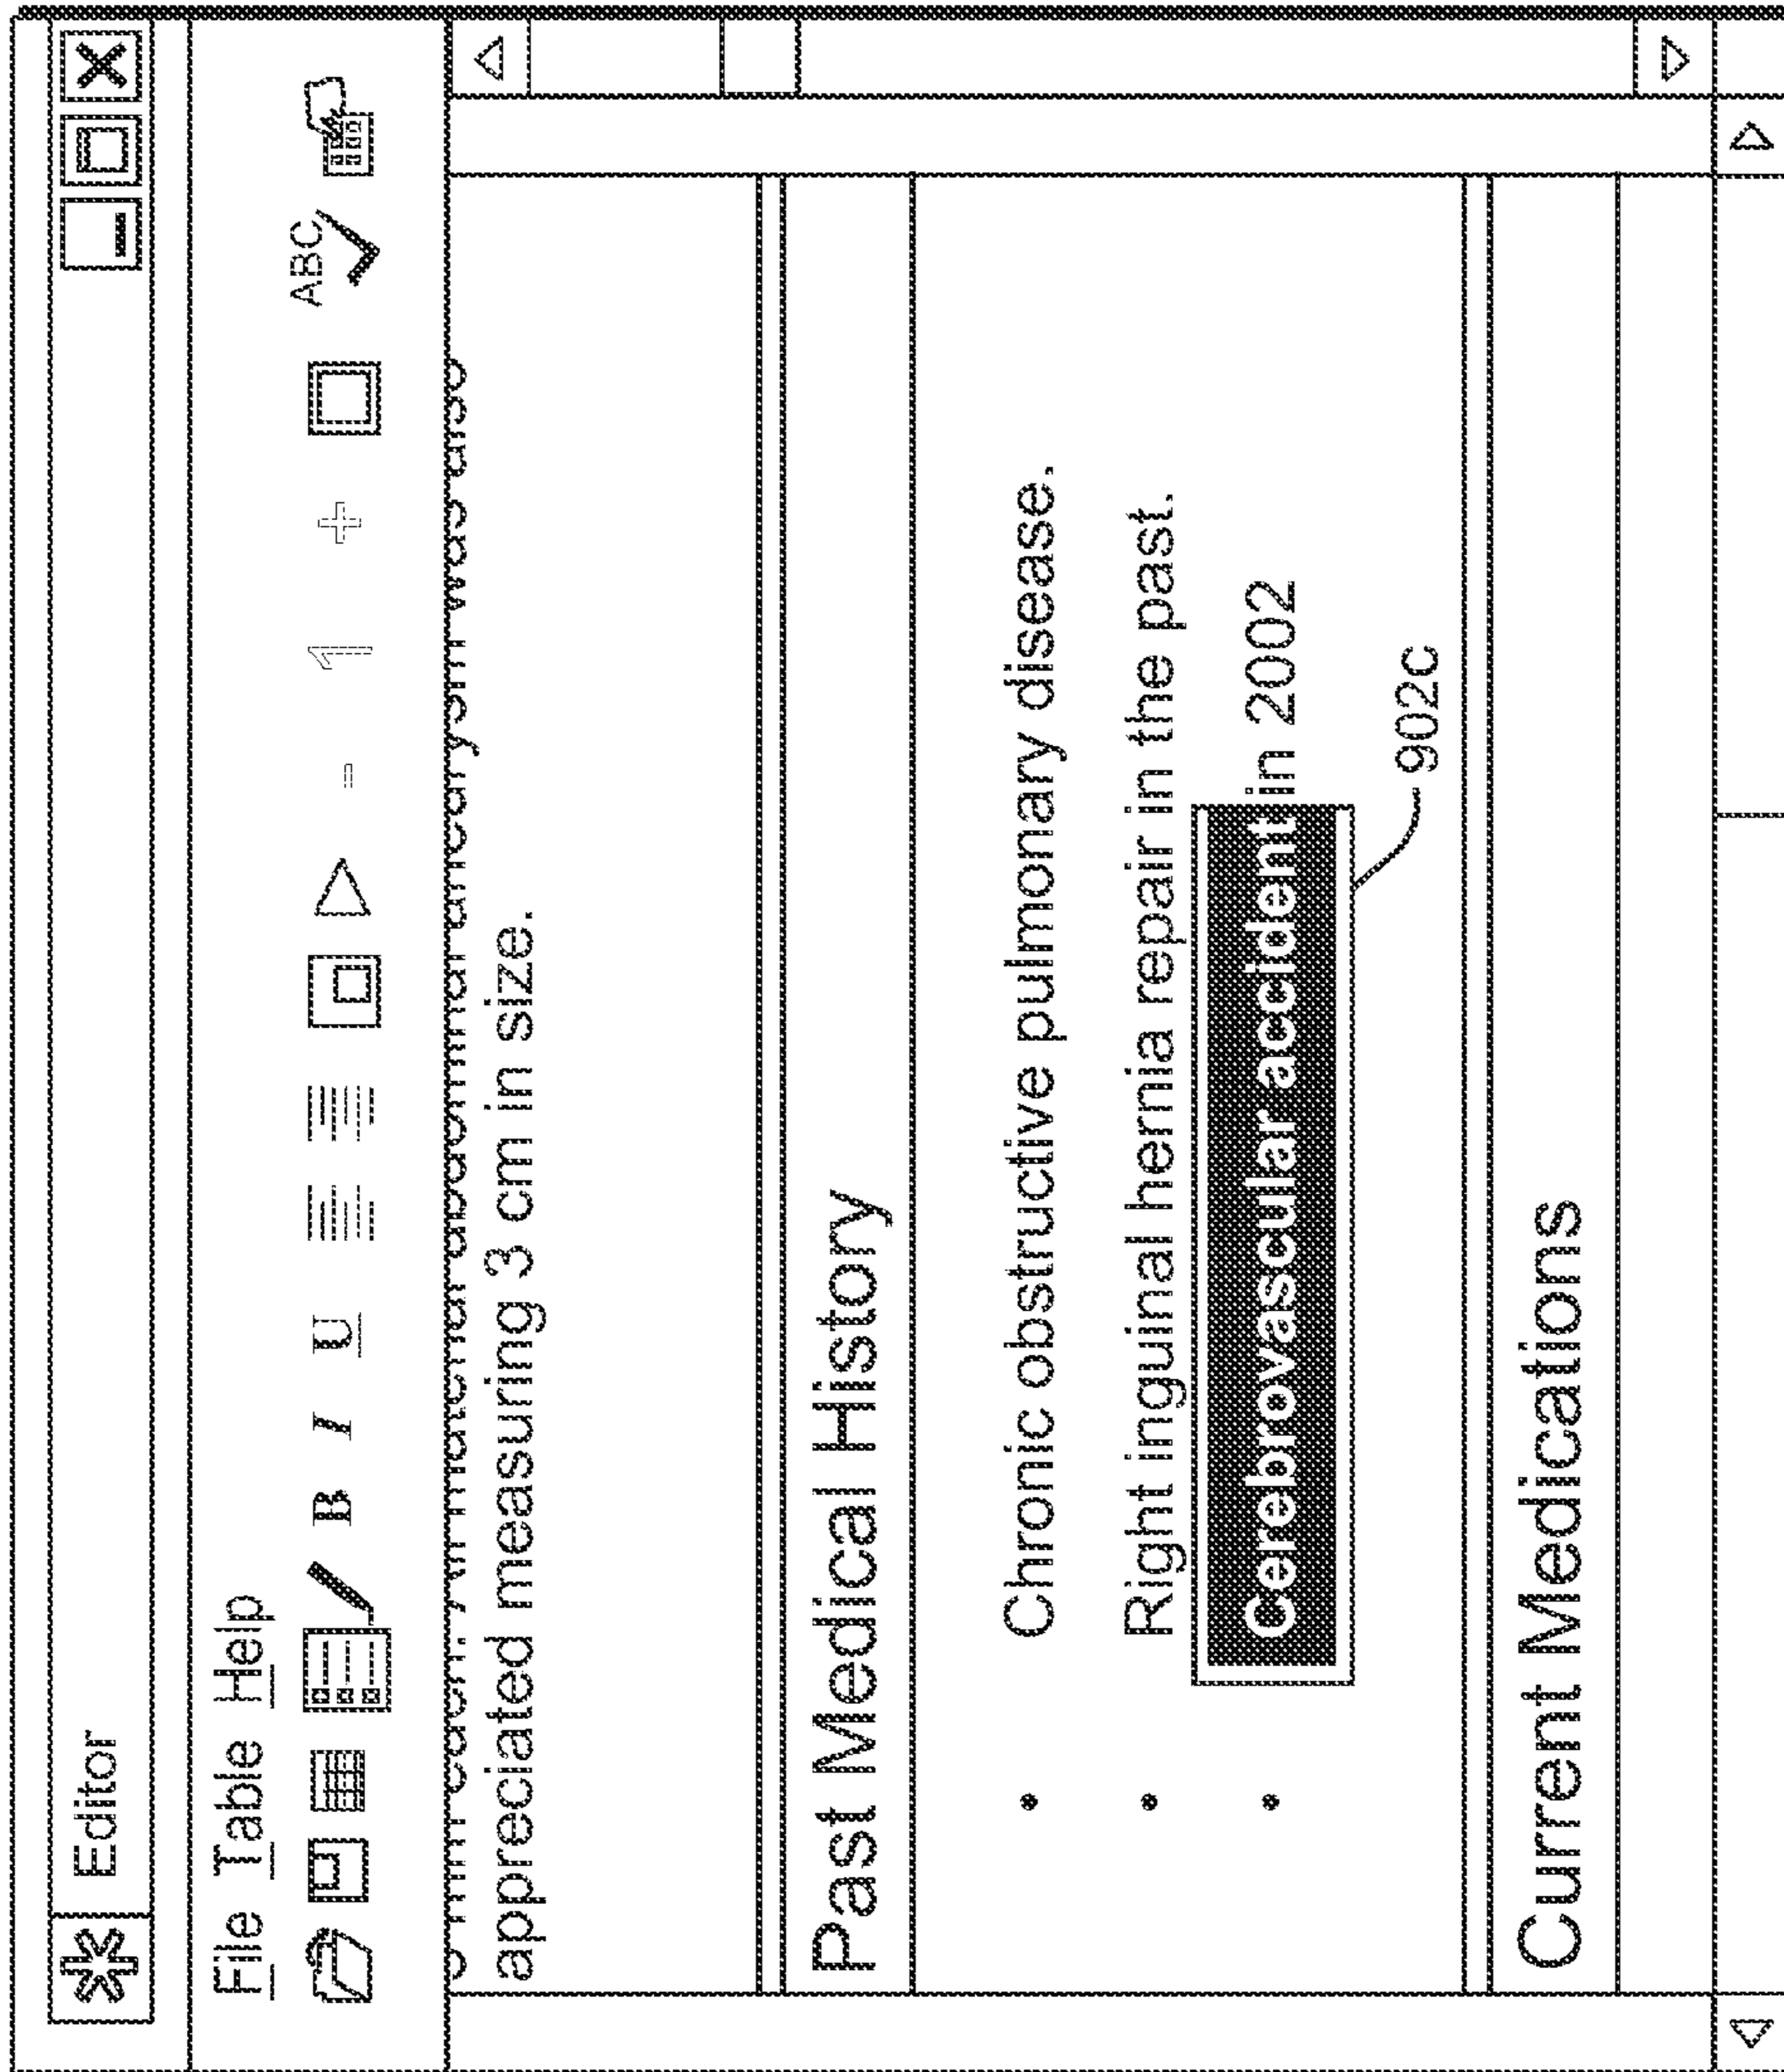 Editor
File Table Help
B I U - 1 + ABC
appreciated measuring 3 cm in size.
Past Medical History
• Chronic obstructive pulmonary disease.
• Right inguinal hernia repair in the past.
• Cerebrovascular accident in 2002
902c
Current Medications